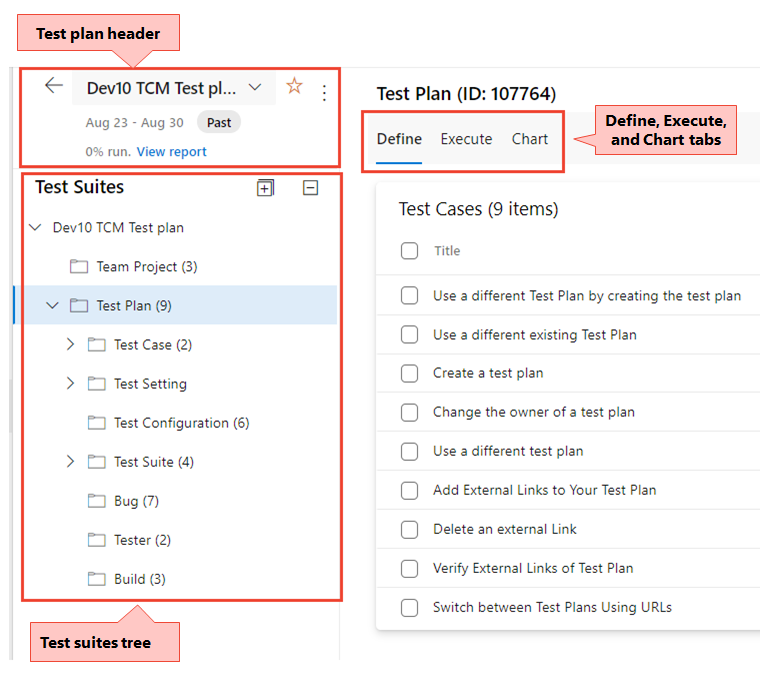 Test plan header
Dev10 TCM Test pl...
Aug 23 - Aug 30 Past
0% run. View report
Test Suites
Dev10 TCM Test plan
Team Project (3)
Test Plan (9)
Test Case (2)
Test Setting
Test Configuration (6)
Test Suite (4)
Bug (7)
Tester (2)
Build (3)
Test suites tree
Test Plan (ID: 107764)
Define Execute Chart
Define, Execute,
and Chart tabs
Test Cases (9 items)
Title
Use a different Test Plan by creating the test plan
Use a different existing Test Plan
Create a test plan
Change the owner of a test plan
Use a different test plan
Add External Links to Your Test Plan
Delete an external Link
Verify External Links of Test Plan
Switch between Test Plans Using URLs